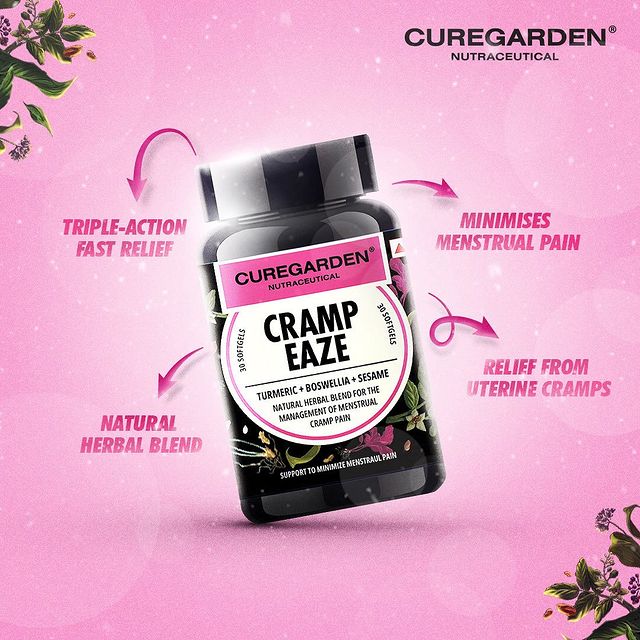 CUREGARDEN®
NUTRACEUTICAL
TRIPLE-ACTION
FAST RELIEF
MINIMISES
MENSTRUAL PAIN
CUREGARDEN®
NUTRACEUTICAL
30 SOFTGELS
CRAMP
EAZE
30 SOFTGELS
TURMERIC + BOSWELLIA + SESAME
NATURAL HERBAL BLEND FOR THE
MANAGEMENT OF MENSTRUAL
CRAMP PAIN
SUPPORT TO MINIMIZE MENSTRAUL PAIN
RELIFF FROM
UTERINE CRAMPS
NATURAL
HERBAL BLEND